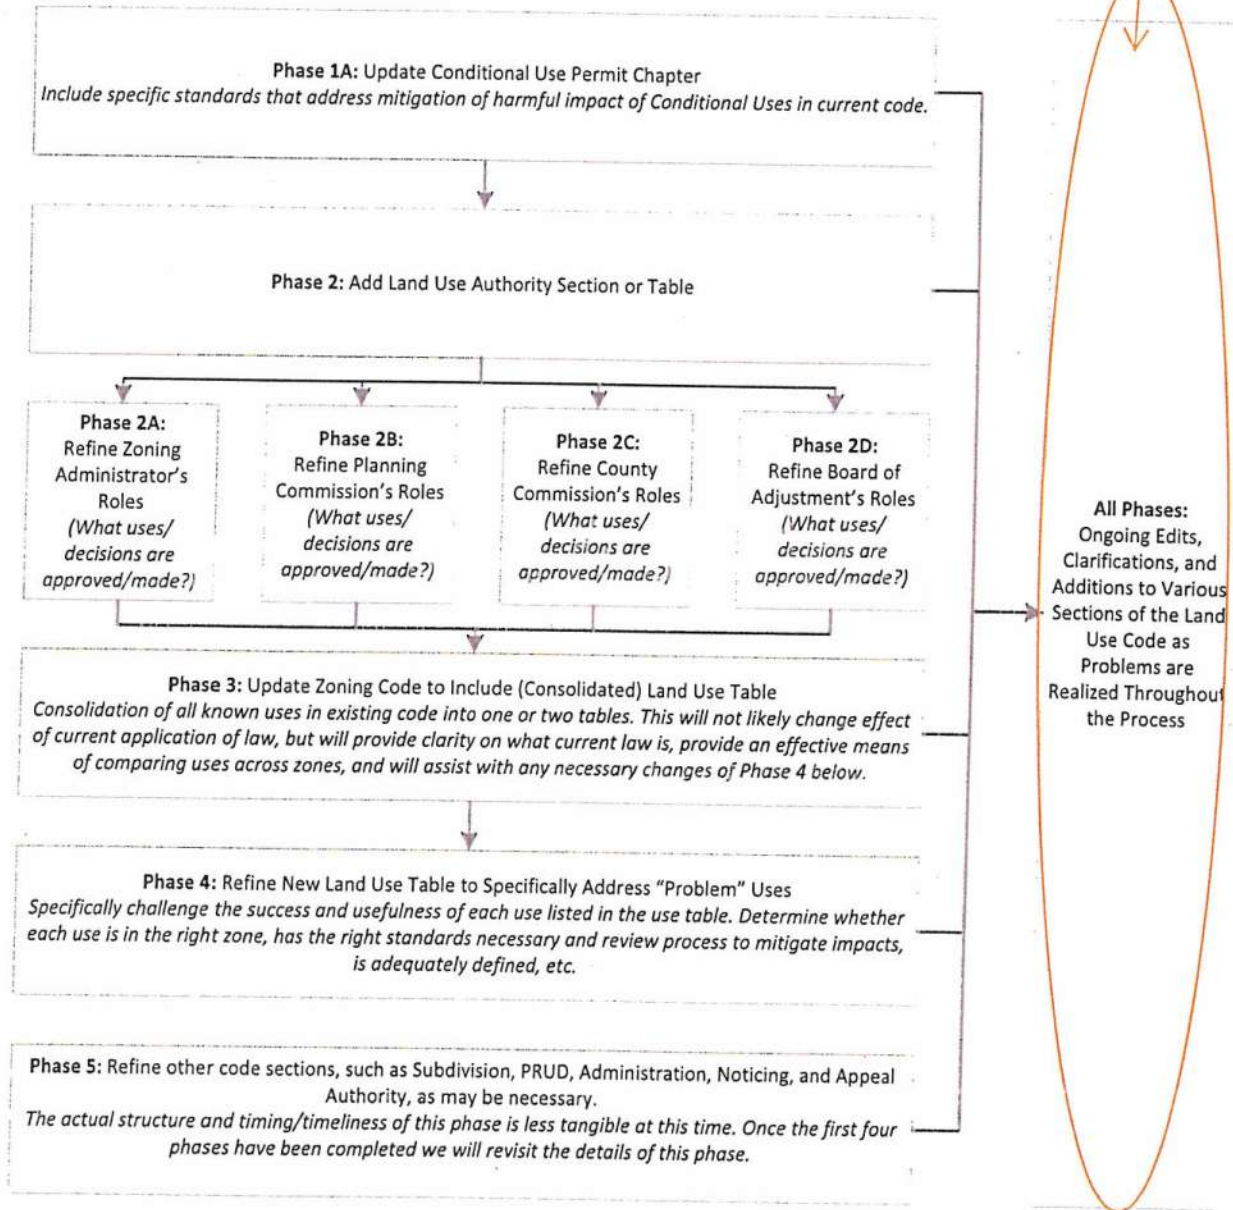 Phase 1A: Update Conditional Use Permit Chapter
Include specific standards that address mitigation of harmful impact of Conditional Uses in current code.
Phase 2: Add Land Use Authority Section or Table
Phase 2A:
Refine Zoning
Administrator's
Roles
(What uses/
decisions are
approved/made?)
Phase 2B:
Refine Planning
Commission's Roles
(What uses/
decisions are
approved/made?)
Phase 2C:
Refine County
Commission's Roles
(What uses/
decisions are
approved/made?)
Phase 2D:
Refine Board of
Adjustment's Roles
(What uses/
decisions are
approved/made?)
Phase 3: Update Zoning Code to Include (Consolidated) Land Use Table
Consolidation of all known uses in existing code into one or two tables. This will not likely change effect
of current application of law, but will provide clarity on what current law is, provide an effective means
of comparing uses across zones, and will assist with any necessary changes of Phase 4 below.
Phase 4: Refine New Land Use Table to Specifically Address "Problem" Uses
Specifically challenge the success and usefulness of each use listed in the use table. Determine whether
each use is in the right zone, has the right standards necessary and review process to mitigate impacts,
is adequately defined, etc.
Phase 5: Refine other code sections, such as Subdivision, PRUD, Administration, Noticing, and Appeal
Authority, as may be necessary.
The actual structure and timing/timeliness of this phase is less tangible at this time. Once the first four
phases have been completed we will revisit the details of this phase.
All Phases:
Ongoing Edits,
Clarifications, and
Additions to Various
Sections of the Land
Use Code as
Problems are
Realized Throughout
the Process